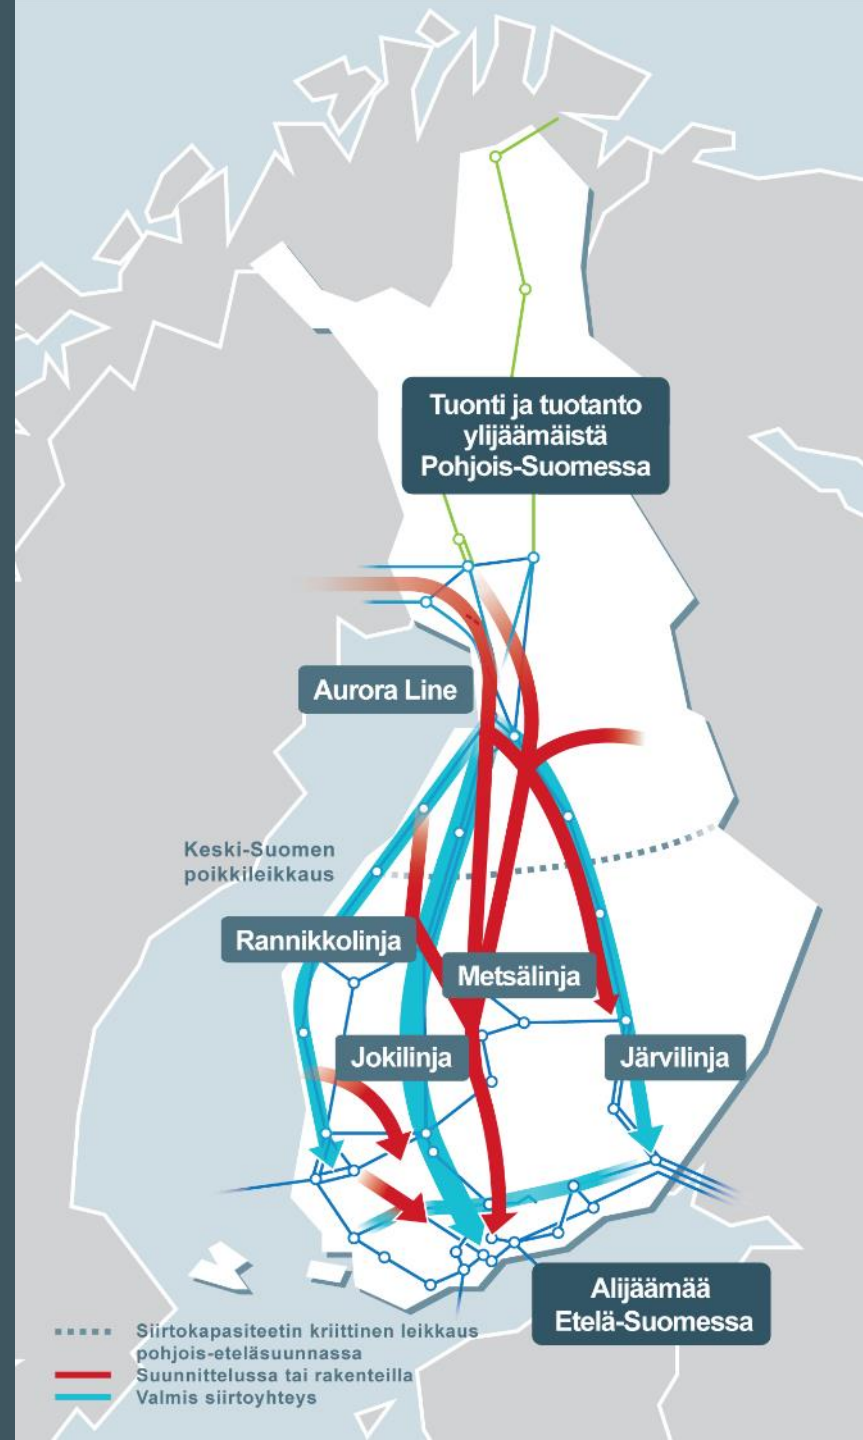 Tuonti ja tuotanto
ylijäämäistä
Pohjois-Suomessa
Aurora Line
Keski-Suomen
poikkileikkaus
Rannikkolinja
Metsälinja
Jokilinja
Järvilinja
Alijäämää
Etelä-Suomessa
Siirtokapasiteetin kriittinen leikkaus
pohjois-eteläsuunnassa
Suunnittelussa tai rakenteilla
Valmis siirtoyhteys